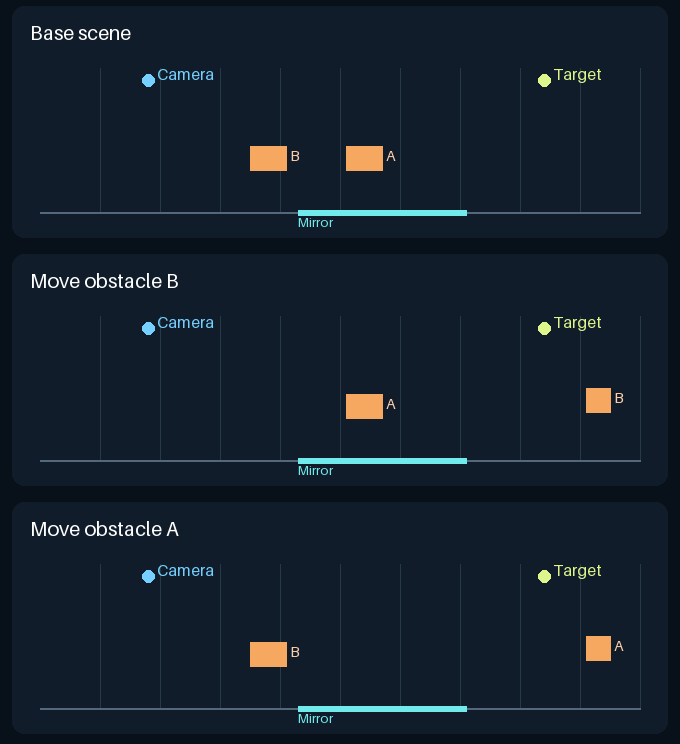 Base scene
Camera
Target
B
A
Mirror
Move obstacle B
Camera
Target
A
B
Mirror
Move obstacle A
Camera
Target
B
A
Mirror